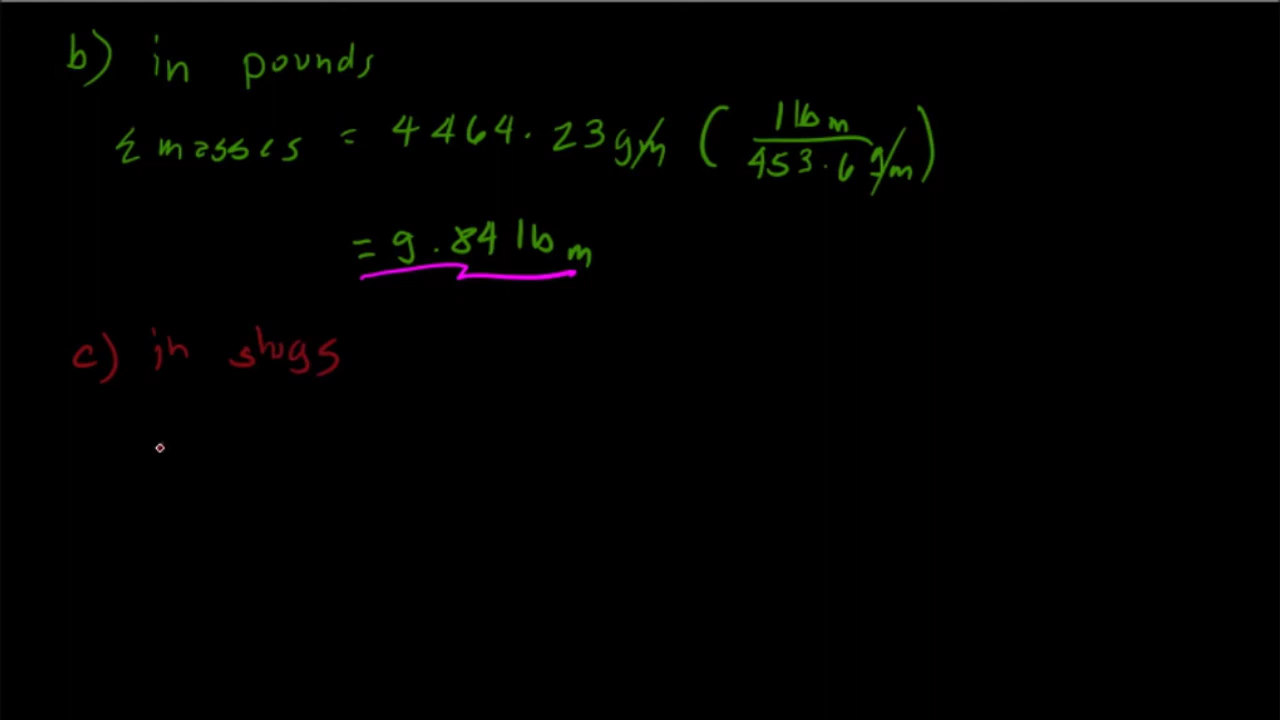 b) in pounds
Σ masses = 4464.23 gm ( 1 lbm / 453.6 gm )
= 9.84 lbm
c) in slugs